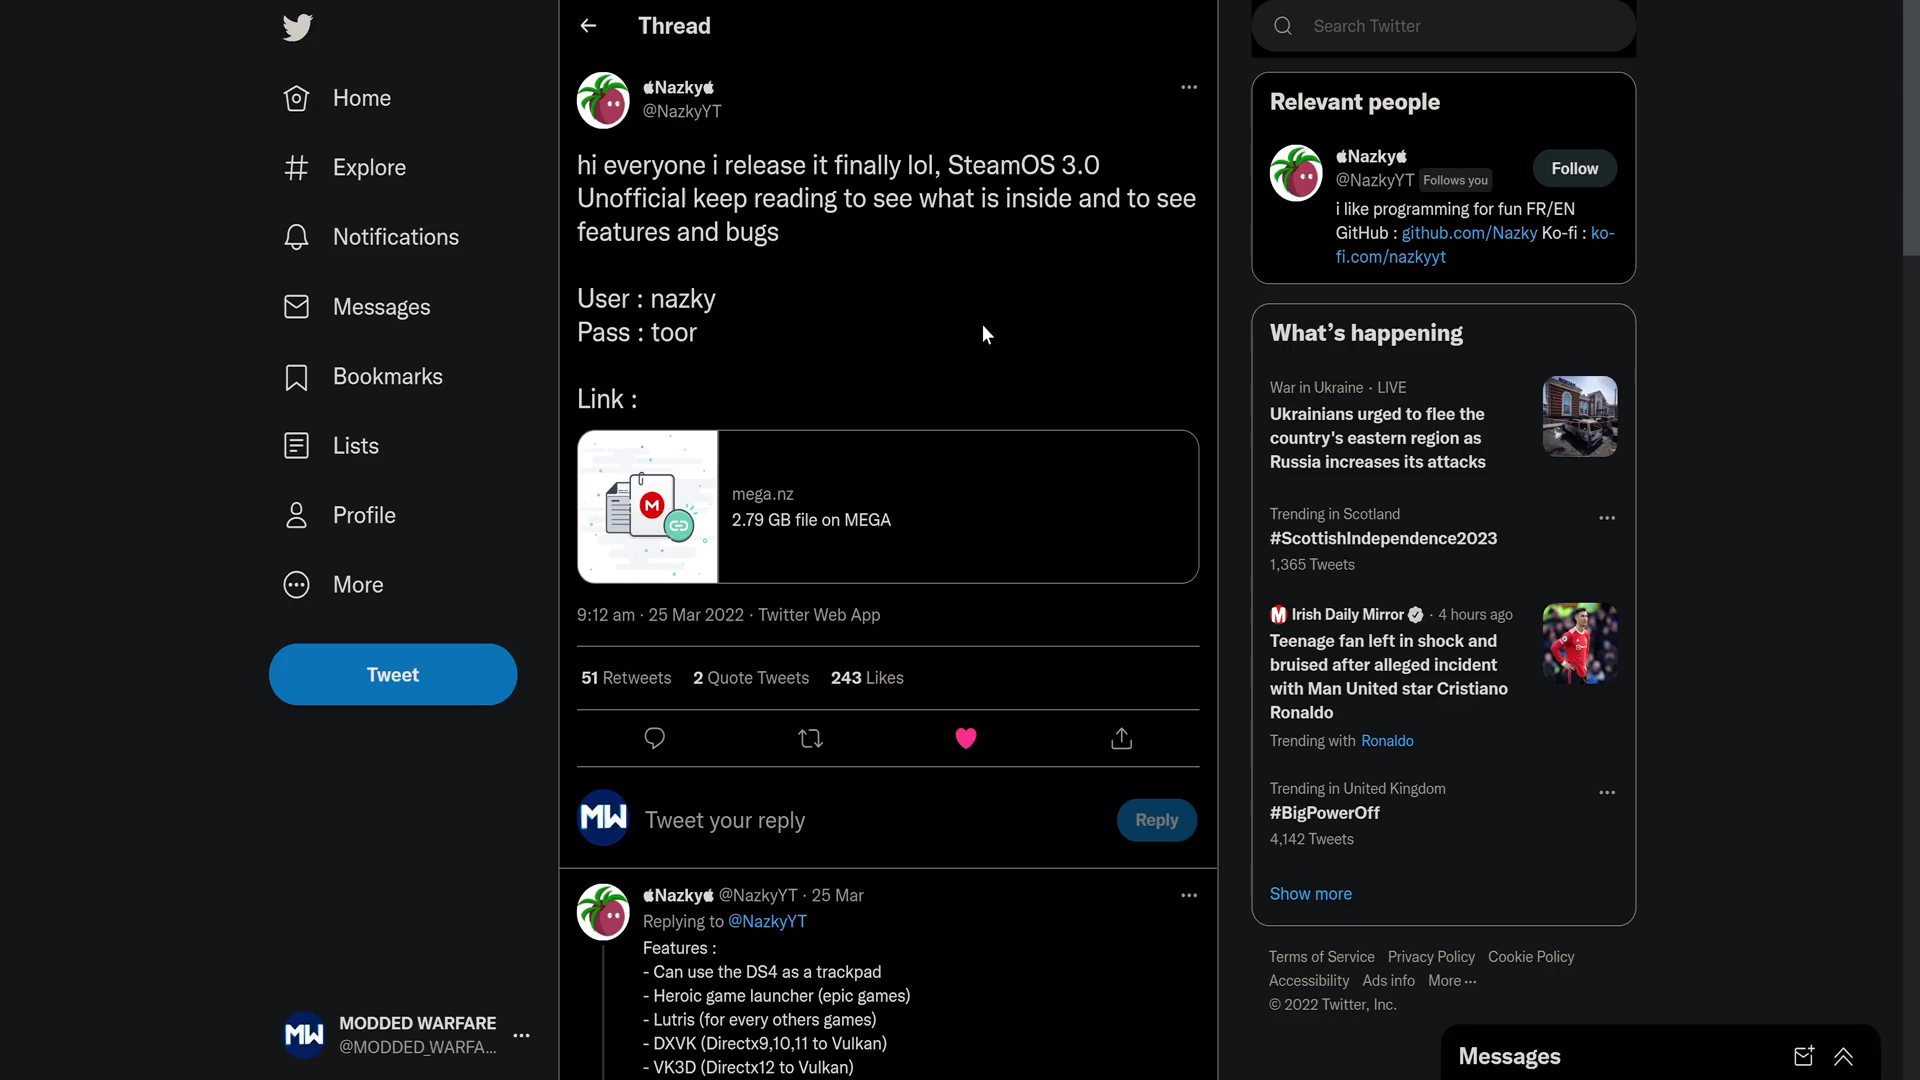 Home
Explore
Notifications
Messages
Bookmarks
Lists
Profile
More
Tweet
MODDED WARFARE
@MODDED_WARFA...
Thread
Nazky
@NazkyYT
hi everyone i release it finally lol, SteamOS 3.0
Unofficial keep reading to see what is inside and to see
features and bugs
User : nazky
Pass : toor
Link :
mega.nz
2.79 GB file on MEGA
9:12 am · 25 Mar 2022 · Twitter Web App
51 Retweets 2 Quote Tweets 243 Likes
MW
Tweet your reply
Reply
Nazky @NazkyYT · 25 Mar
Replying to @NazkyYT
Features :
- Can use the DS4 as a trackpad
- Heroic game launcher (epic games)
- Lutris (for every others games)
- DXVK (Directx9,10,11 to Vulkan)
- VK3D (Directx12 to Vulkan)
Search Twitter
Relevant people
Nazky
@NazkyYT Follows you
Follow
i like programming for fun FR/EN
GitHub : github.com/Nazky Ko-fi : ko-
fi.com/nazkyyt
What's happening
War in Ukraine · LIVE
Ukrainians urged to flee the
country's eastern region as
Russia increases its attacks
Trending in Scotland
#ScottishIndependence2023
1,365 Tweets
M Irish Daily Mirror · 4 hours ago
Teenage fan left in shock and
bruised after alleged incident
with Man United star Cristiano
Ronaldo
Trending with Ronaldo
Trending in United Kingdom
#BigPowerOff
4,142 Tweets
Show more
Terms of Service Privacy Policy Cookie Policy
Accessibility Ads info More ...
© 2022 Twitter, Inc.
Messages
MW
M